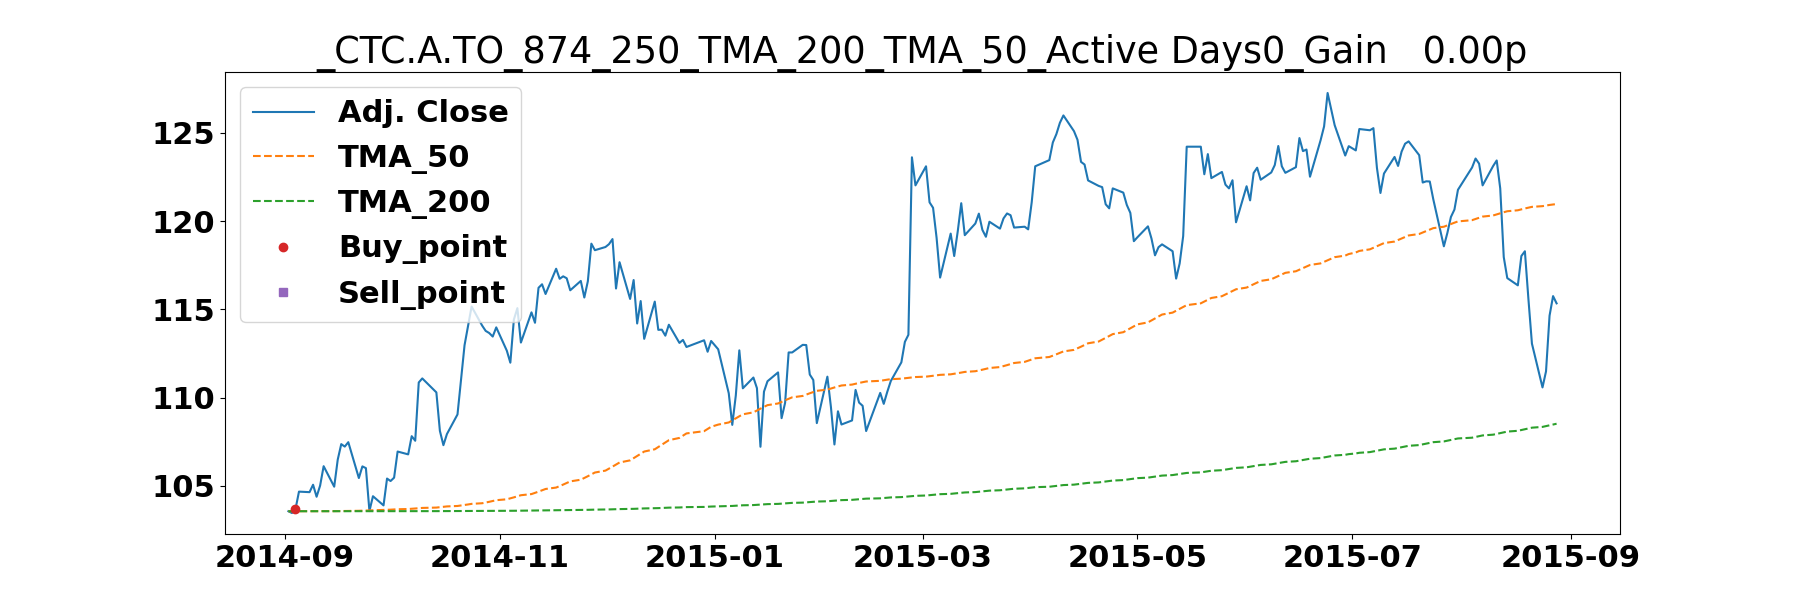 _CTC.A.TO_874_250_TMA_200_TMA_50_Active Days0_Gain   0.00p
Adj. Close
TMA_50
TMA_200
Buy_point
Sell_point
125
120
115
110
105
2014-09 2014-11 2015-01 2015-03 2015-05 2015-07 2015-09